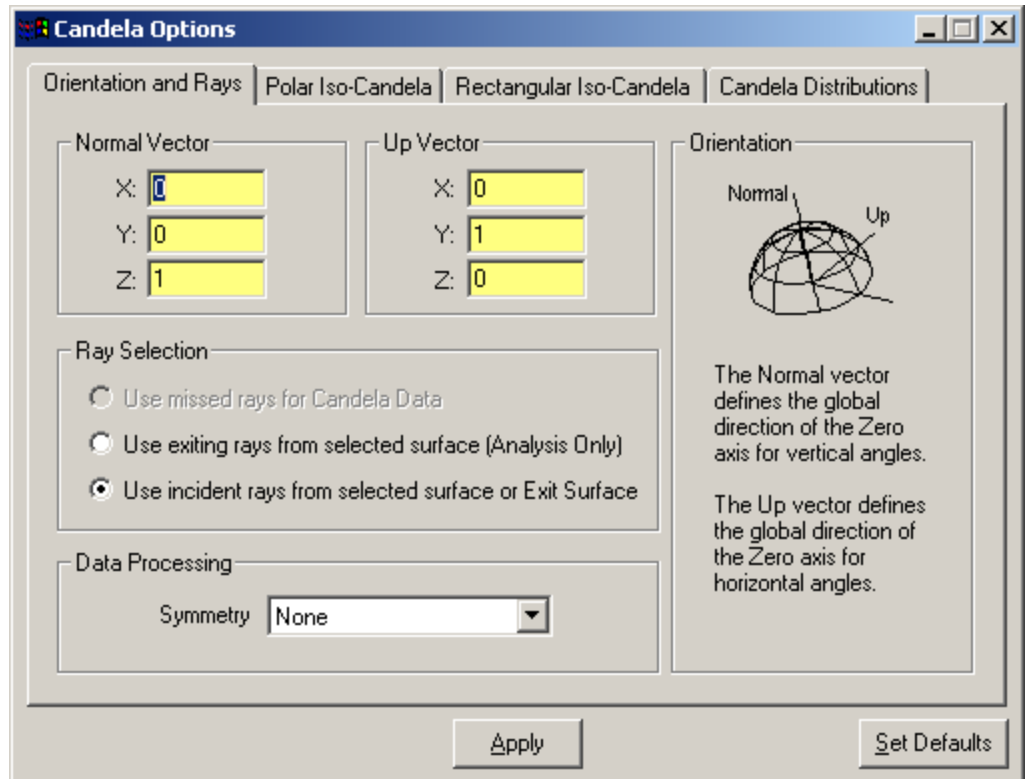 Candela Options
Orientation and Rays
Polar Iso-Candela
Rectangular Iso-Candela
Candela Distributions
Normal Vector
X: 0
Y: 0
Z: 1
Up Vector
X: 0
Y: 1
Z: 0
Ray Selection
Use missed rays for Candela Data
Use exiting rays from selected surface (Analysis Only)
Use incident rays from selected surface or Exit Surface
Data Processing
Symmetry None
Orientation
Normal
Up
The Normal vector
defines the global
direction of the Zero
axis for vertical angles.
The Up vector defines
the global direction of
the Zero axis for
horizontal angles.
Apply
Set Defaults